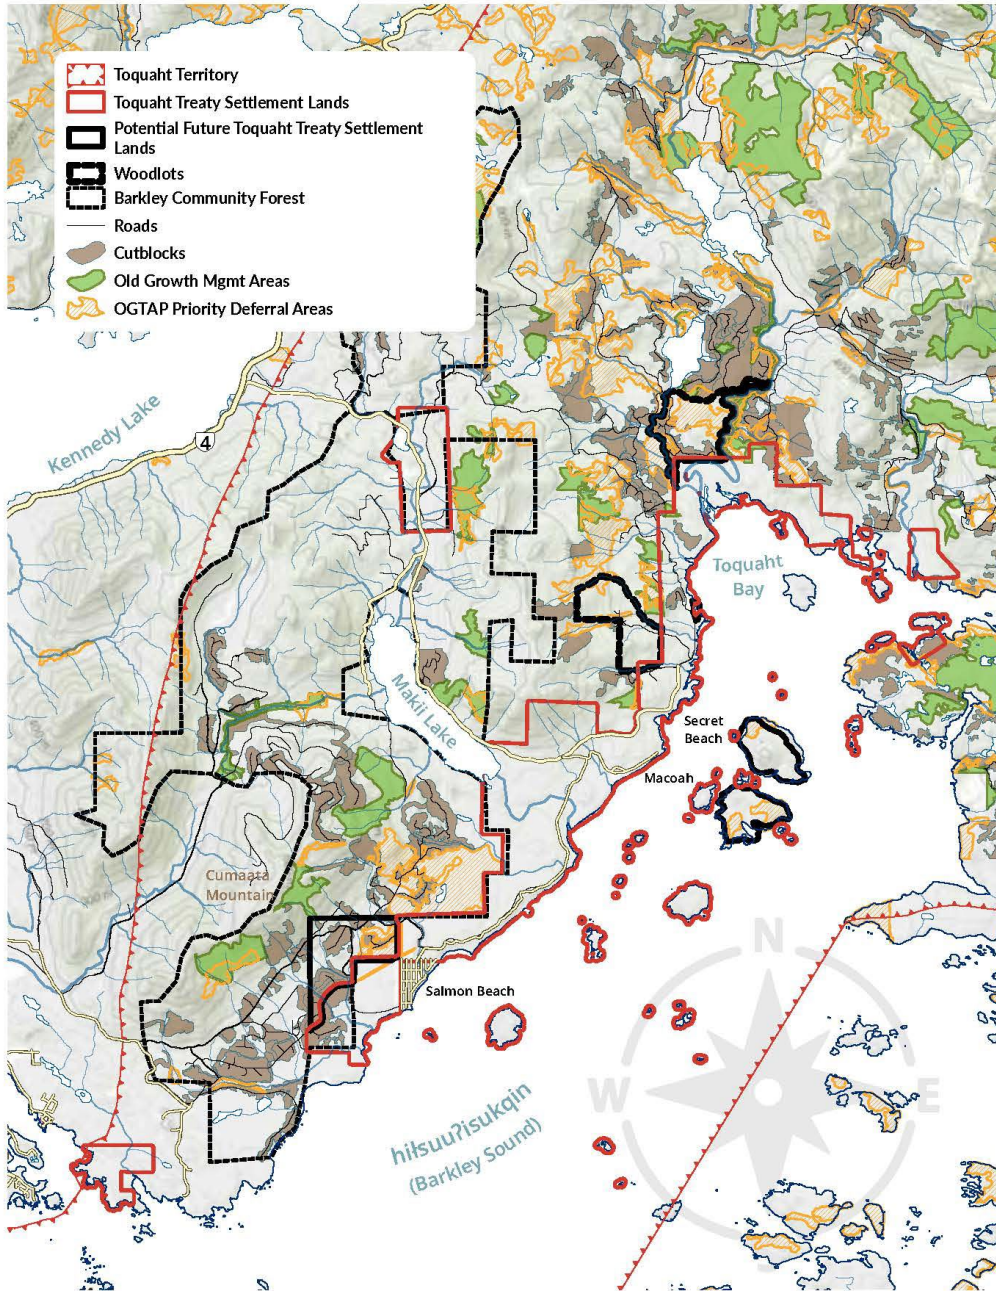 Toquaht Territory
Toquaht Treaty Settlement Lands
Potential Future Toquaht Treaty Settlement
Lands
Woodlots
Barkley Community Forest
Roads
Cutblocks
Old Growth Mgmt Areas
OGTAP Priority Deferral Areas
Kennedy Lake
4
Toquaht
Bay
Makii Lake
Secret
Beach
Macoah
Cumaata
Mountain
Salmon Beach
N
W
E
hiłsuuʔisukqin
(Barkley Sound)